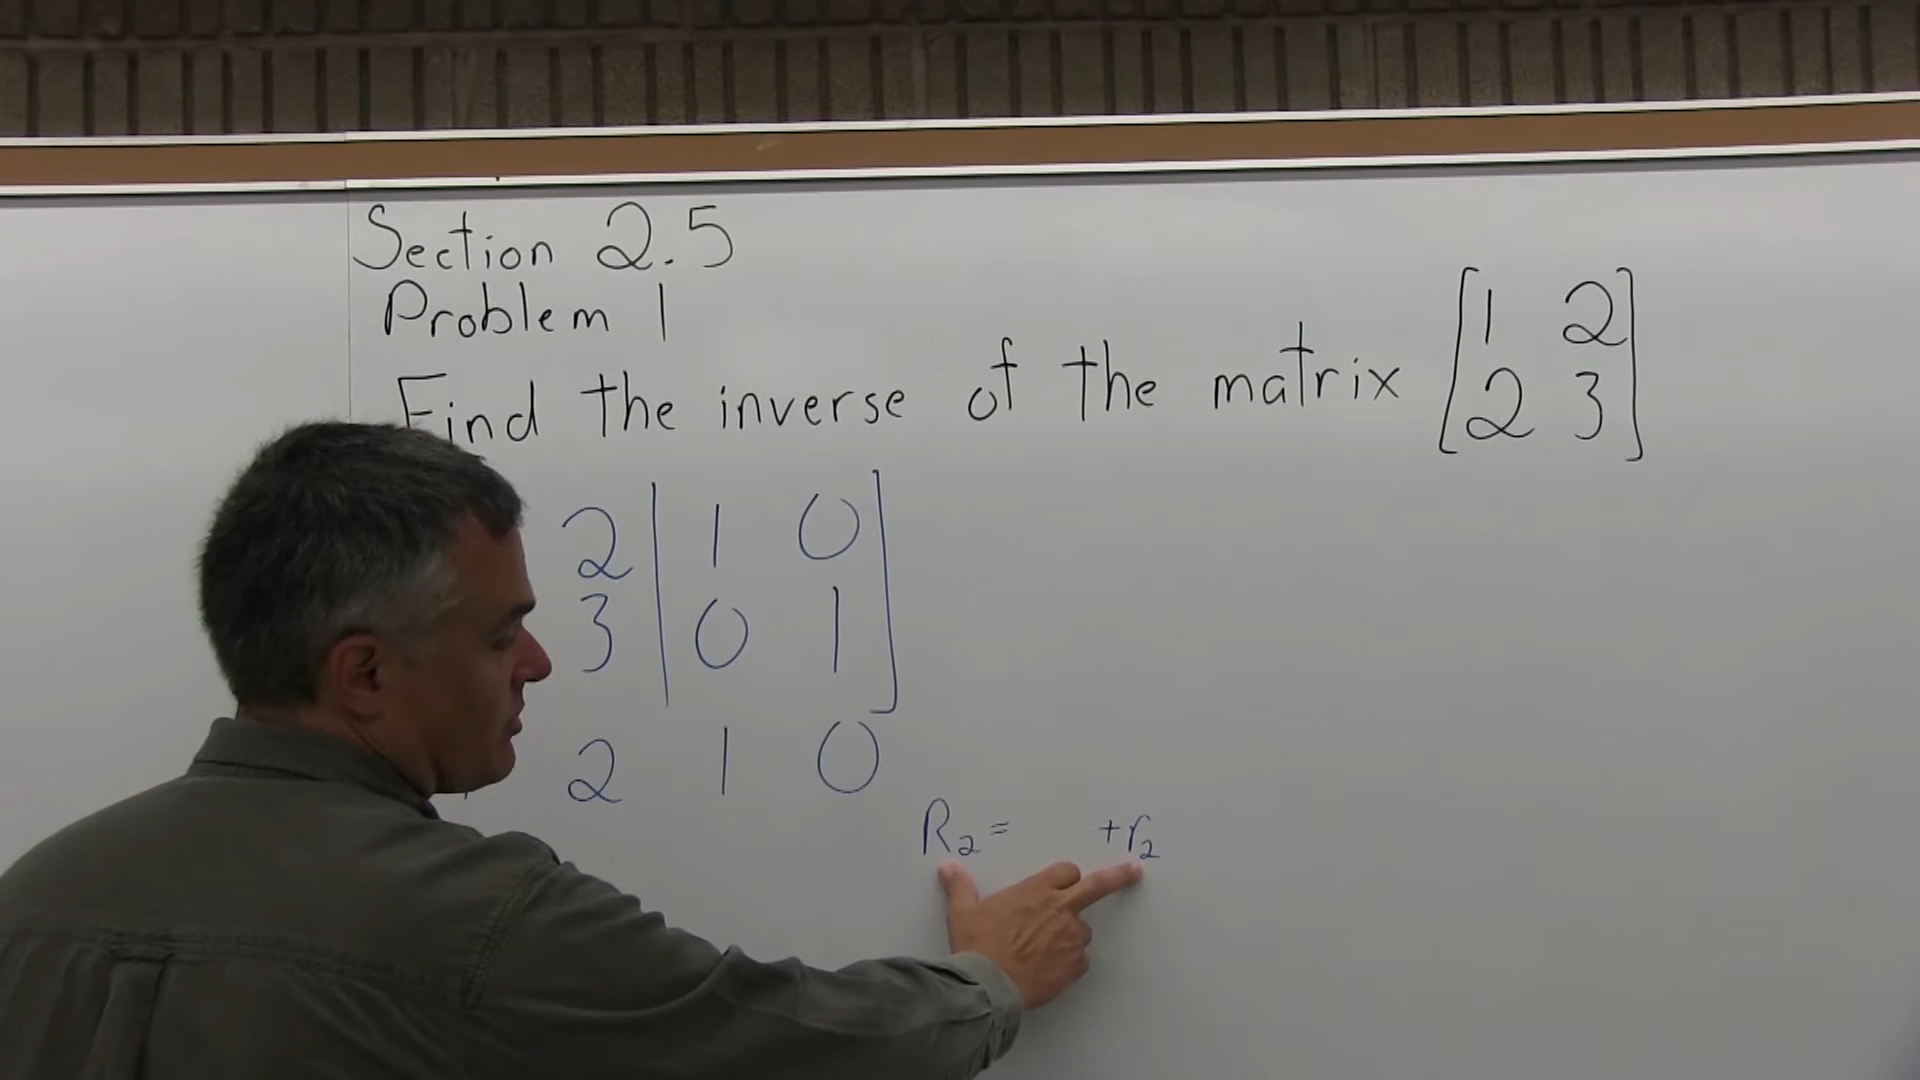 Section 2.5
Problem 1
Find the inverse of the matrix [1 2
2 3]
2 | 1 0]
3 | 0 1]
2 1 0
R₂ = +r₂